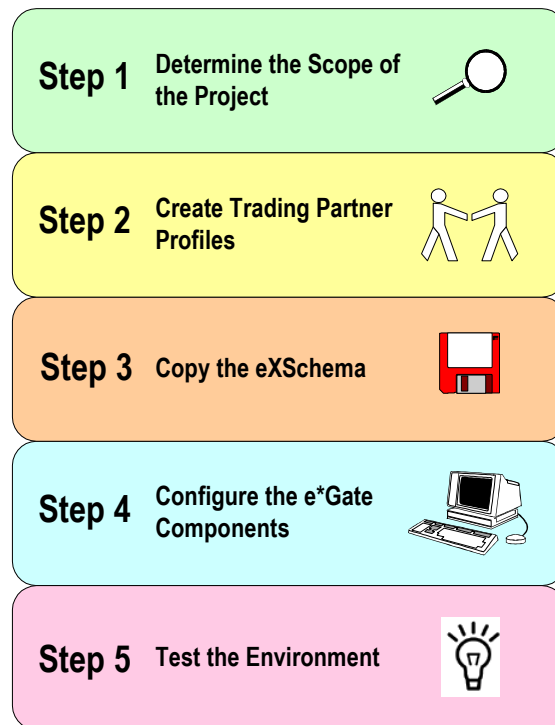 Step 1
Determine the Scope of
the Project
Step 2
Create Trading Partner
Profiles
Step 3
Copy the eXSchema
Step 4
Configure the e*Gate
Components
Step 5
Test the Environment